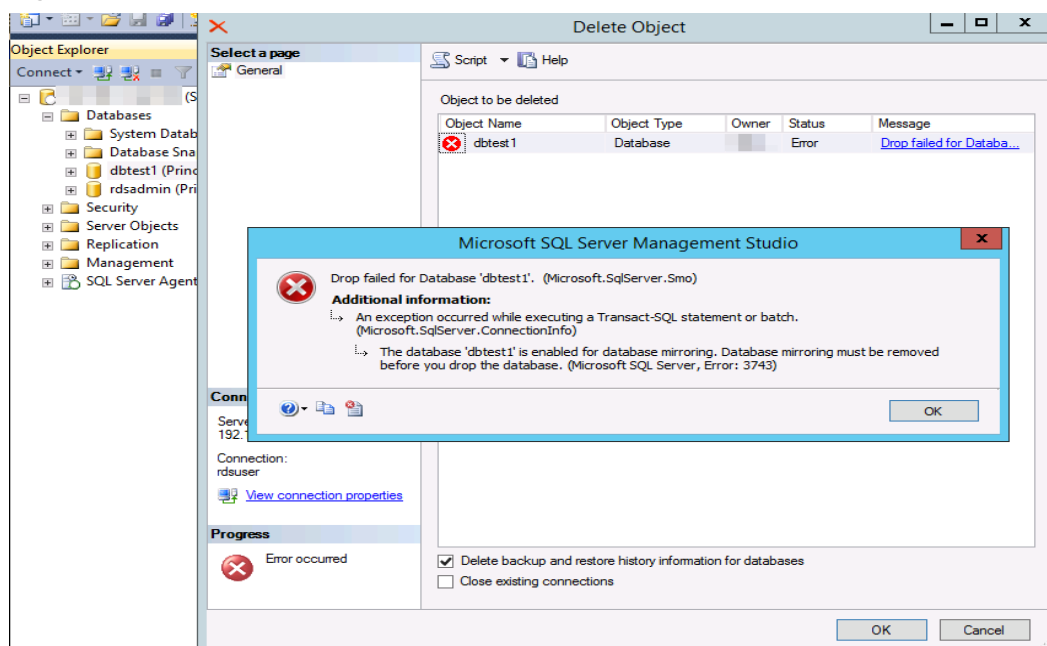 Delete Object
Object Explorer
Connect
(S
Databases
System Datab
Database Sna
dbtest1 (Princ
rdsadmin (Pri
Security
Server Objects
Replication
Management
SQL Server Agent
Select a page
General
Script
Help
Object to be deleted
Object Name Object Type Owner Status Message
dbtest1 Database Error Drop failed for Databa...
Microsoft SQL Server Management Studio
Drop failed for Database 'dbtest1'. (Microsoft.SqlServer.Smo)
Additional information:
An exception occurred while executing a Transact-SQL statement or batch.
(Microsoft.SqlServer.ConnectionInfo)
The database 'dbtest1' is enabled for database mirroring. Database mirroring must be removed
before you drop the database. (Microsoft SQL Server, Error: 3743)
OK
Conn
Serve
192.
Connection:
rdsuser
View connection properties
Progress
Error occurred
Delete backup and restore history information for databases
Close existing connections
OK Cancel